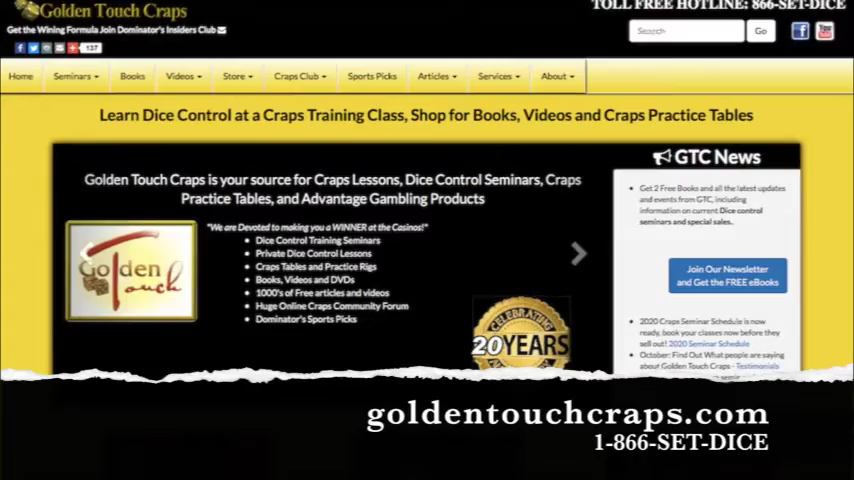 Golden Touch Craps
TOLL FREE HOTLINE: 866-SET-DICE
Get the Wining Formula Join Dominator's Insiders Club
137
Search
Go
Home
Seminars
Books
Videos
Store
Craps Club
Sports Picks
Articles
Services
About
Learn Dice Control at a Craps Training Class, Shop for Books, Videos and Craps Practice Tables
Golden Touch Craps is your source for Craps Lessons, Dice Control Seminars, Craps
Practice Tables, and Advantage Gambling Products
"We are Devoted to making you a WINNER at the Casinos!"
Dice Control Training Seminars
Private Dice Control Lessons
Craps Tables and Practice Rigs
Books, Videos and DVDs
1000's of Free articles and videos
Huge Online Craps Community Forum
Dominator's Sports Picks
Golden
Touch
CELEBRATING
20 YEARS
GTC News
Get 2 Free Books and all the latest updates
and events from GTC, including
information on current Dice control
seminars and special sales.
Join Our Newsletter
and Get the FREE eBooks
2020 Craps Seminar Schedule is now
ready, book your classes now before they
sell out! 2020 Seminar Schedule
October: Find Out What people are saying
about Golden Touch Craps - Testimonials
goldentouchcraps.com
1-866-SET-DICE